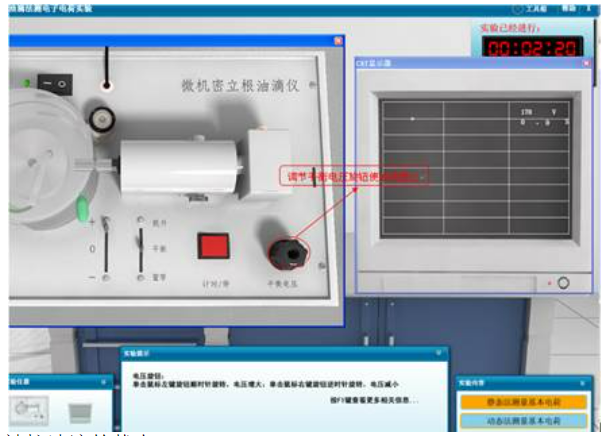 油滴法测电子电荷实验
工具箱 帮助
实验已经进行:
00:02:20
CRT显示器
微机密立根油滴仪
178 V
0 . 0 S
调节平衡电压旋钮使
+
提升
0
平衡
-
计时/停
平衡电压
实验提示
电压旋钮:
单击鼠标左键旋钮顺时针旋转,电压增大;单击鼠标右键旋钮逆时针旋转,电压减小
按F1键查看更多相关信息...
实验仪器
实验内容
静态法测量基本电荷
动态法测量基本电荷